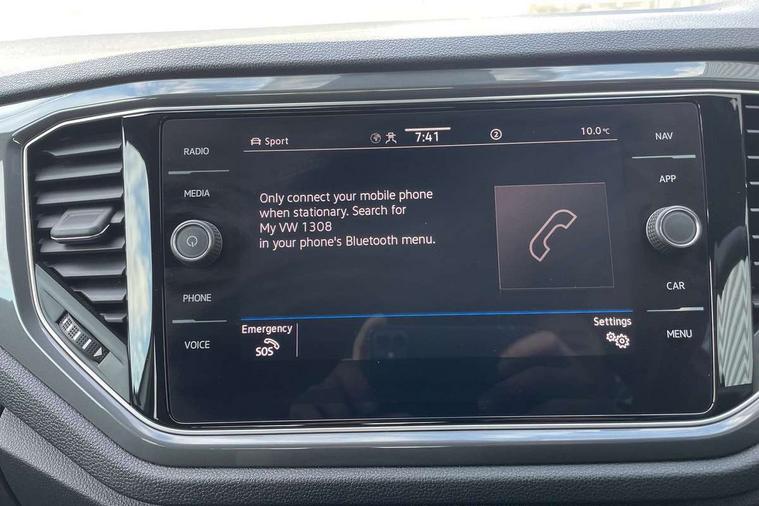 RADIO
MEDIA
PHONE
VOICE
Sport
7:41
2
10.0°C
Only connect your mobile phone
when stationary. Search for
My VW 1308
in your phone's Bluetooth menu.
Emergency
SOS
Settings
NAV
APP
CAR
MENU